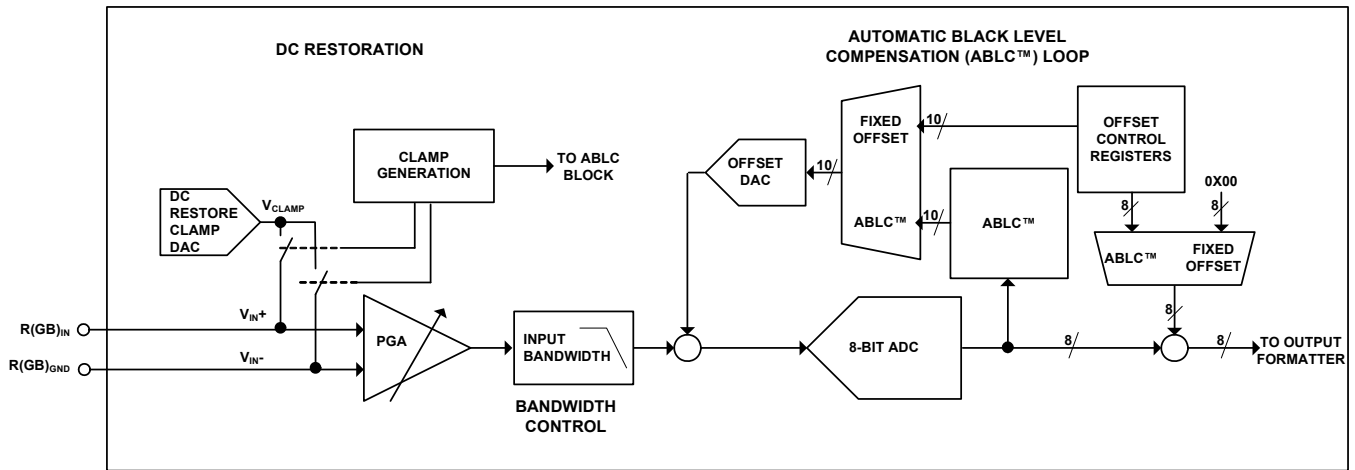 DC RESTORATION
AUTOMATIC BLACK LEVEL
COMPENSATION (ABLC™) LOOP
CLAMP
GENERATION
TO ABLC
BLOCK
DC
RESTORE
CLAMP
DAC
VCLAMP
OFFSET
DAC
10
FIXED
OFFSET
ABLC™
10
10
ABLC™
OFFSET
CONTROL
REGISTERS
8
0X00
8
ABLC™
FIXED
OFFSET
8
R(GB)IN
VIN+
R(GB)GND
VIN-
PGA
INPUT
BANDWIDTH
BANDWIDTH
CONTROL
8-BIT ADC
8
8
TO OUTPUT
FORMATTER